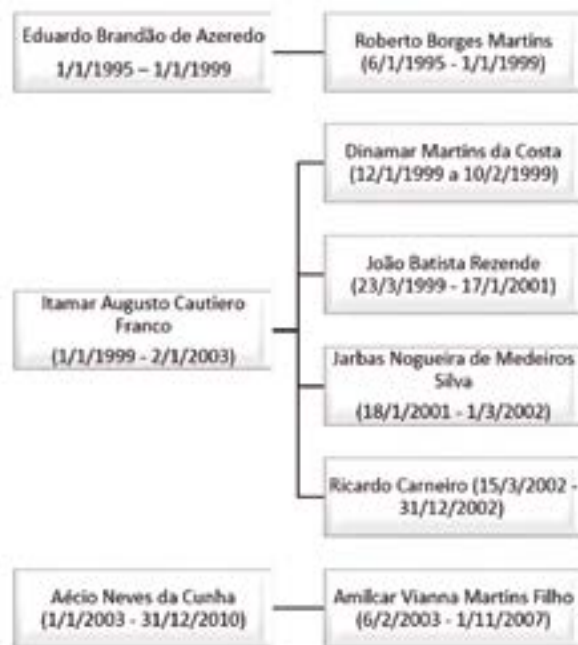 Eduardo Brandão de Azeredo
1/1/1995 – 1/1/1999
Roberto Borges Martins
(6/1/1995 - 1/1/1999)
Dinamar Martins da Costa
(12/1/1999 a 10/2/1999)
João Batista Rezende
(23/3/1999 - 17/1/2001)
Itamar Augusto Cautiero
Franco
(1/1/1999 - 2/1/2003)
Jarbas Nogueira de Medeiros
Silva
(18/1/2001 - 1/3/2002)
Ricardo Carneiro (15/3/2002 -
31/12/2002)
Aécio Neves da Cunha
(1/1/2003 - 31/12/2010)
Amilcar Vianna Martins Filho
(6/2/2003 - 1/11/2007)